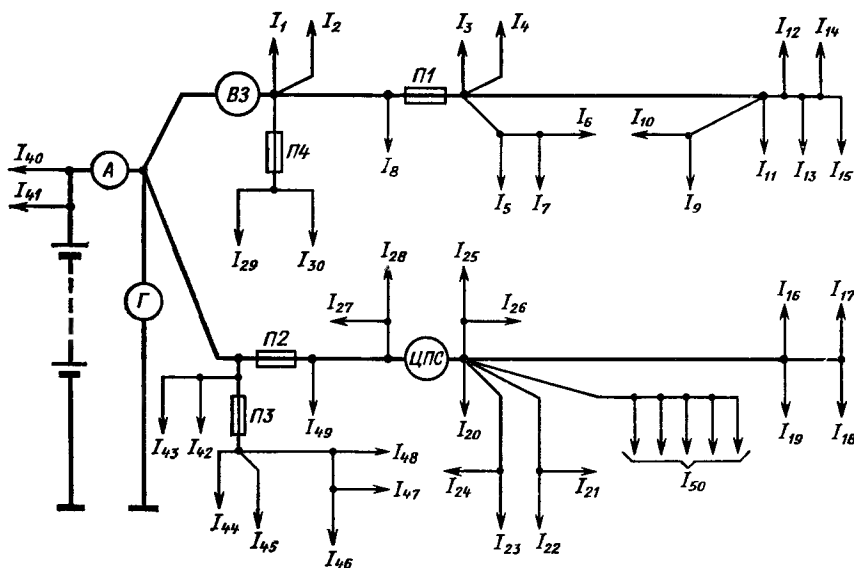 I1 I2 I3 I4 I12 I14
ВЗ П1
I40 А П4 I8 I6 I10
I41 I5 I7 I9 I11 I13 I15
I29 I30 I28 I25
Г I27 I26 I16 I17
П2 ЦПС
П3 I49 I20 I19 I18
I43 I42 I48 I24 I21 I50
I47
I44 I45 I46 I23 I22